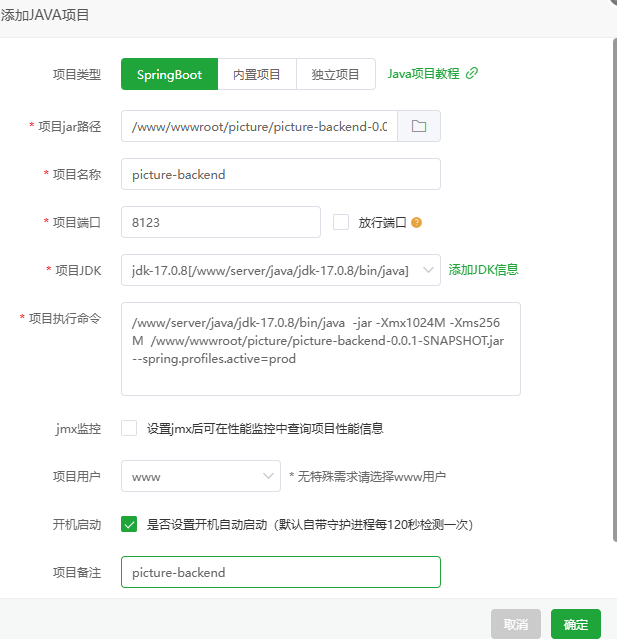 添加JAVA项目
项目类型 SpringBoot 内置项目 独立项目 Java项目教程
* 项目jar路径 /www/wwwroot/picture/picture-backend-0.0
* 项目名称 picture-backend
* 项目端口 8123 放行端口 ?
* 项目JDK jdk-17.0.8[/www/server/java/jdk-17.0.8/bin/java] 添加JDK信息
* 项目执行命令 /www/server/java/jdk-17.0.8/bin/java -jar -Xmx1024M -Xms256
M /www/wwwroot/picture/picture-backend-0.0.1-SNAPSHOT.jar
--spring.profiles.active=prod
jmx监控 设置jmx后可在性能监控中查询项目性能信息
项目用户 www * 无特殊需求请选择www用户
开机启动 是否设置开机自动启动（默认自带守护进程每120秒检测一次）
项目备注 picture-backend
取消 确定